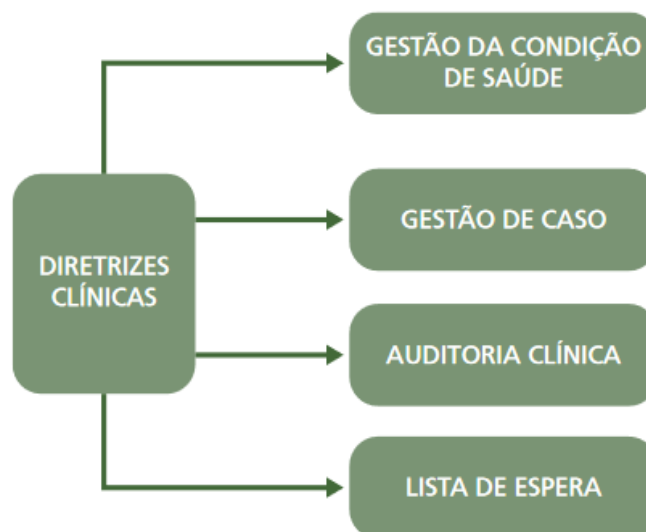 GESTÃO DA CONDIÇÃO
DE SAÚDE
GESTÃO DE CASO
DIRETRIZES
CLÍNICAS
AUDITORIA CLÍNICA
LISTA DE ESPERA